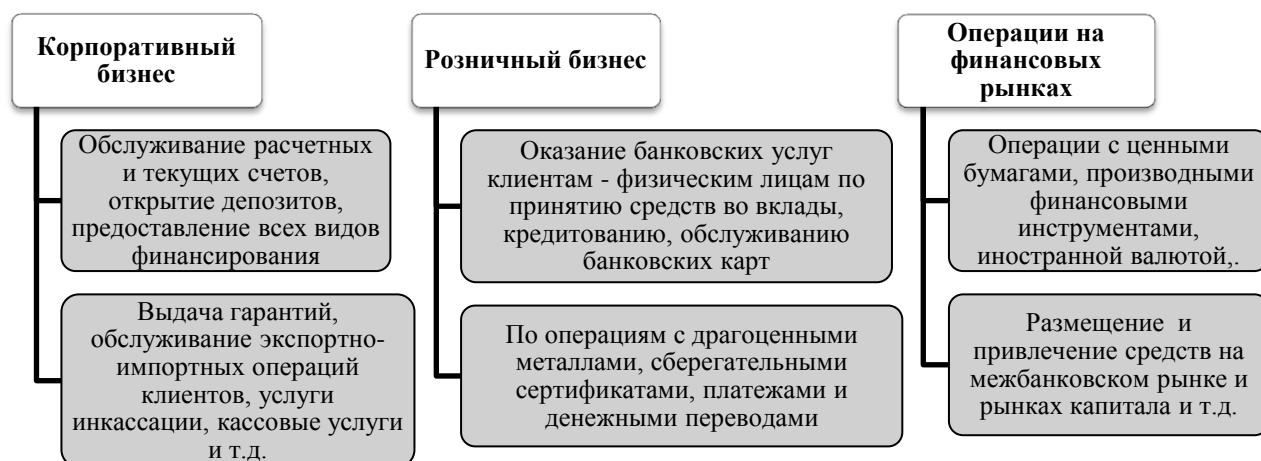 Корпоративный
бизнес
Обслуживание расчетных
и текущих счетов,
открытие депозитов,
предоставление всех видов
финансирования
Выдача гарантий,
обслуживание экспортно-
импортных операций
клиентов, услуги
инкассации, кассовые услуги
и т.д.
Розничный бизнес
Оказание банковских услуг
клиентам - физическим лицам по
принятию средств во вклады,
кредитованию, обслуживанию
банковских карт
По операциям с драгоценными
металлами, сберегательными
сертификатами, платежами и
денежными переводами
Операции на
финансовых
рынках
Операции с ценными
бумагами, производными
финансовыми
инструментами,
иностранной валютой,.
Размещение и
привлечение средств на
межбанковском рынке и
рынках капитала и т.д.